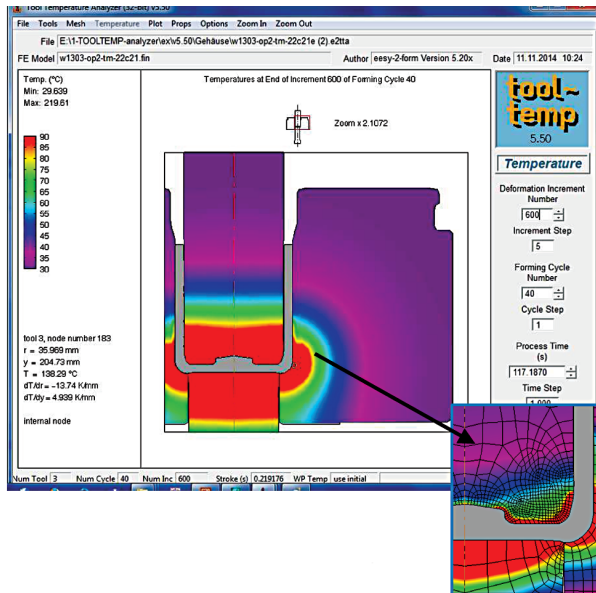 Tool Temperature Analyzer (32-bit) v5.50
File Tools Mesh Temperature Plot Props Options Zoom In Zoom Out
File E:\1-TOOLTEMP-analyzer\ex\v5.50\Gehäuse\w1303-op2-tm-22c21e (2).e2tta
FE Model w1303-op2-tm-22c21.fin Author eesy-2-form Version 5.20x Date 11.11.2014 10:24
Temp. (°C)
Min: 29.639
Max: 219.61
Temperatures at End of Increment 600 of Forming Cycle 40
Zoom x 2.1072
90
85
80
75
70
65
60
55
50
45
40
35
30
tool 3, node number 183
r = 35.969 mm
y = 204.73 mm
T = 138.29 °C
dT/dr = -13.74 K/mm
dT/dy = 4.939 K/mm
internal node
tool~
temp
5.50
Temperature
Deformation Increment
Number
600
Increment Step
5
Forming Cycle
Number
40
Cycle Step
1
Process Time
(s)
117.1870
Time Step
1.000
Num Tool 3 Num Cycle 40 Num Inc 600 Stroke (s) 0.219176 WP Temp use initial